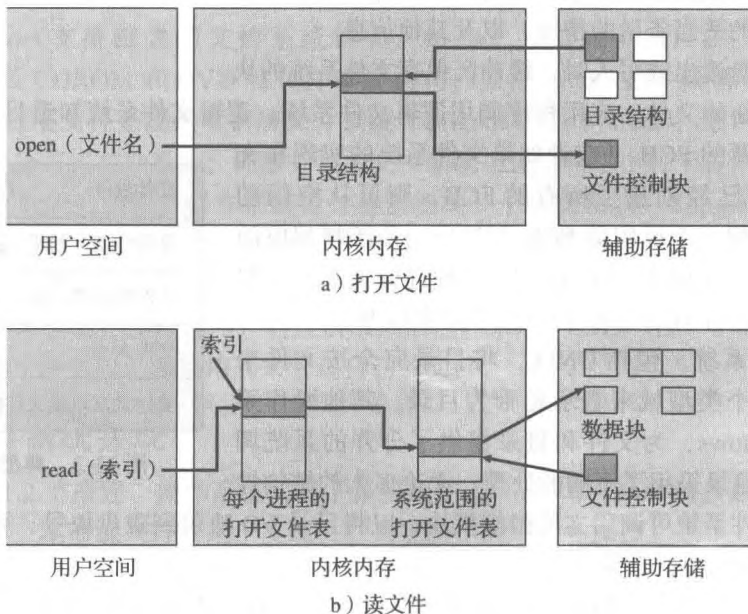 open（文件名）
目录结构
目录结构
文件控制块
用户空间
内核内存
辅助存储
a）打开文件
索引
read（索引）
每个进程的
打开文件表
系统范围的
打开文件表
数据块
文件控制块
用户空间
内核内存
辅助存储
b）读文件